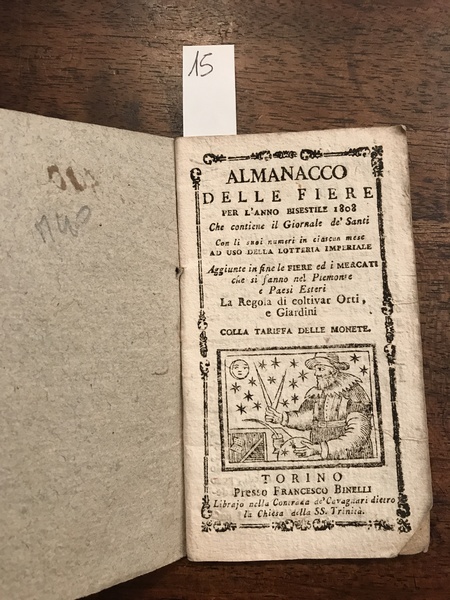 15
ALMANACCO
DELLE FIERE
PER L'ANNO BISESTILE 1808
Che contiene il Giornale de' Santi
Con li suoi numeri in ciascun mese
AD USO DELLA LOTTERIA IMPERIALE
Aggiunte in fine le FIERE ed i MERCATI
che si fanno nel Piemonte
e Paesi Esteri
La Regola di coltivar Orti,
e Giardini
COLLA TARIFFA DELLE MONETE.
TORINO
Presso FRANCESCO BINELLI
Librajo nella Contrada de' Cavagnari dietro
la Chiesa della SS. Trinità.